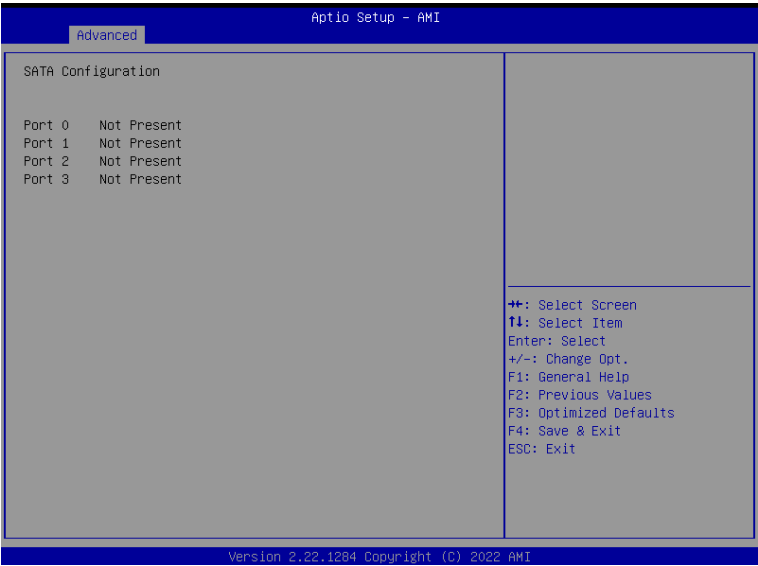 Aptio Setup – AMI
Advanced
SATA Configuration
Port 0 Not Present
Port 1 Not Present
Port 2 Not Present
Port 3 Not Present
→←: Select Screen
↑↓: Select Item
Enter: Select
+/-: Change Opt.
F1: General Help
F2: Previous Values
F3: Optimized Defaults
F4: Save & Exit
ESC: Exit
Version 2.22.1284 Copyright (C) 2022 AMI